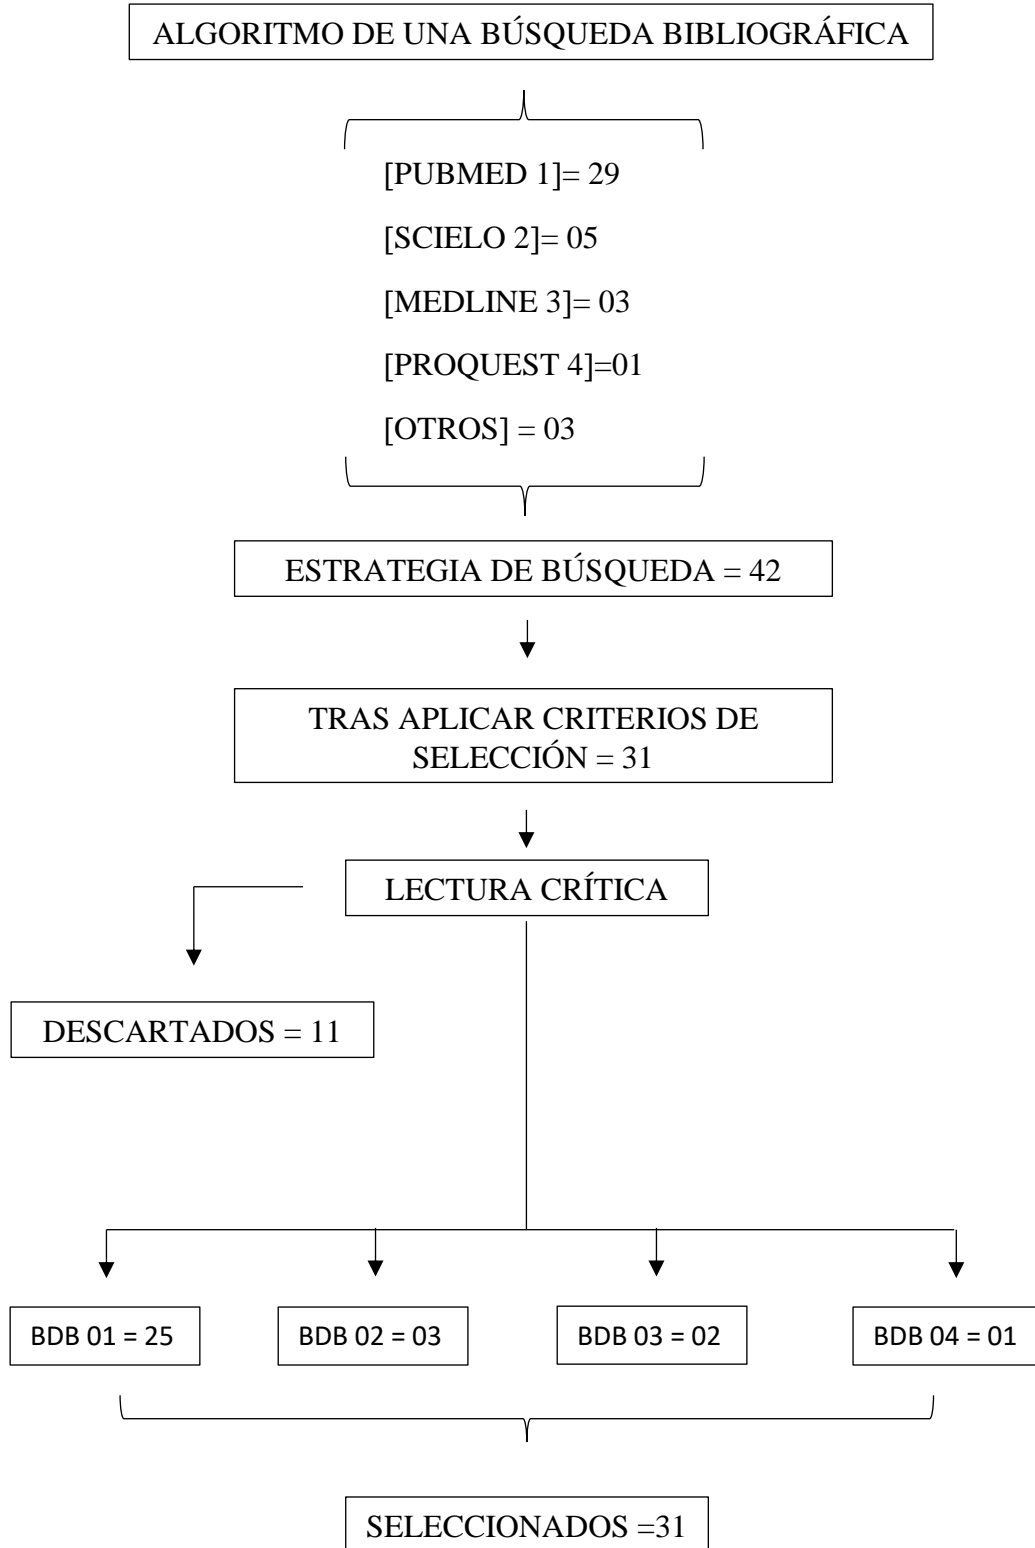 ALGORITMO DE UNA BÚSQUEDA BIBLIOGRÁFICA
[PUBMED 1]= 29
[SCIELO 2]= 05
[MEDLINE 3]= 03
[PROQUEST 4]=01
[OTROS] = 03
ESTRATEGIA DE BÚSQUEDA = 42
TRAS APLICAR CRITERIOS DE
SELECCIÓN = 31
LECTURA CRÍTICA
DESCARTADOS = 11
BDB 01 = 25
BDB 02 = 03
BDB 03 = 02
BDB 04 = 01
SELECCIONADOS =31